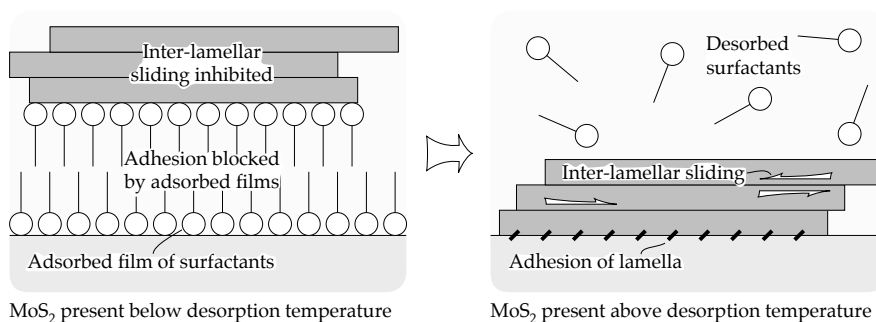 Inter-lamellar
sliding inhibited
Adhesion blocked
by adsorbed films
Adsorbed film of surfactants
MoS₂ present below desorption temperature
Desorbed
surfactants
Inter-lamellar sliding
Adhesion of lamella
MoS₂ present above desorption temperature